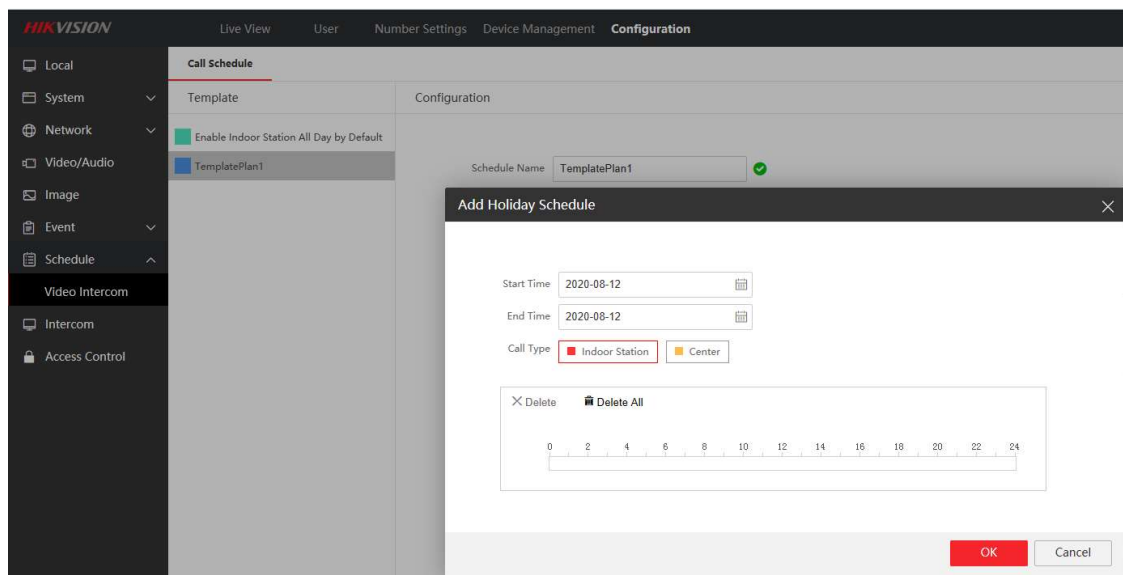 HIKVISION
Live View User Number Settings Device Management Configuration
Local
System
Network
Video/Audio
Image
Event
Schedule
Video Intercom
Intercom
Access Control
Call Schedule
Template
Enable Indoor Station All Day by Default
TemplatePlan1
Configuration
Schedule Name TemplatePlan1
Add Holiday Schedule
Start Time 2020-08-12
End Time 2020-08-12
Call Type Indoor Station Center
Delete Delete All
0 2 4 6 8 10 12 14 16 18 20 22 24
OK Cancel